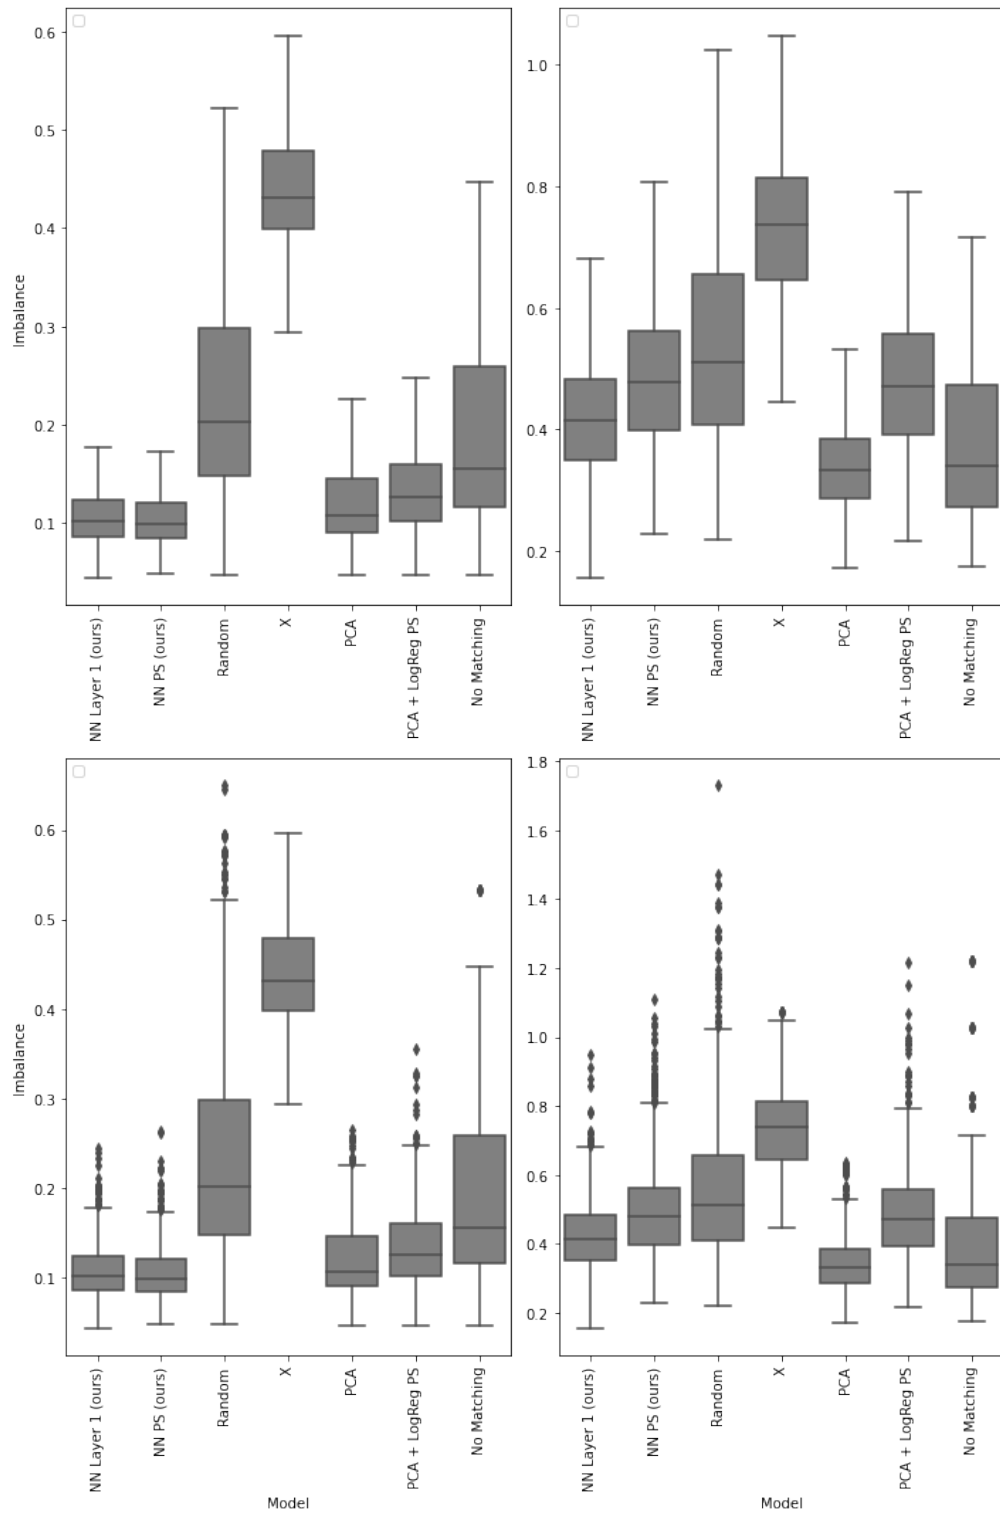 0.6
0.5
0.4
0.3
0.2
0.1
Imbalance
NN Layer 1 (ours)
NN PS (ours)
Random
X
PCA
PCA + LogReg PS
No Matching
1.0
0.8
0.6
0.4
0.2
NN Layer 1 (ours)
NN PS (ours)
Random
X
PCA
PCA + LogReg PS
No Matching
0.6
0.5
0.4
0.3
0.2
0.1
Imbalance
NN Layer 1 (ours)
NN PS (ours)
Random
X
PCA
PCA + LogReg PS
No Matching
Model
1.8
1.6
1.4
1.2
1.0
0.8
0.6
0.4
0.2
NN Layer 1 (ours)
NN PS (ours)
Random
X
PCA
PCA + LogReg PS
No Matching
Model